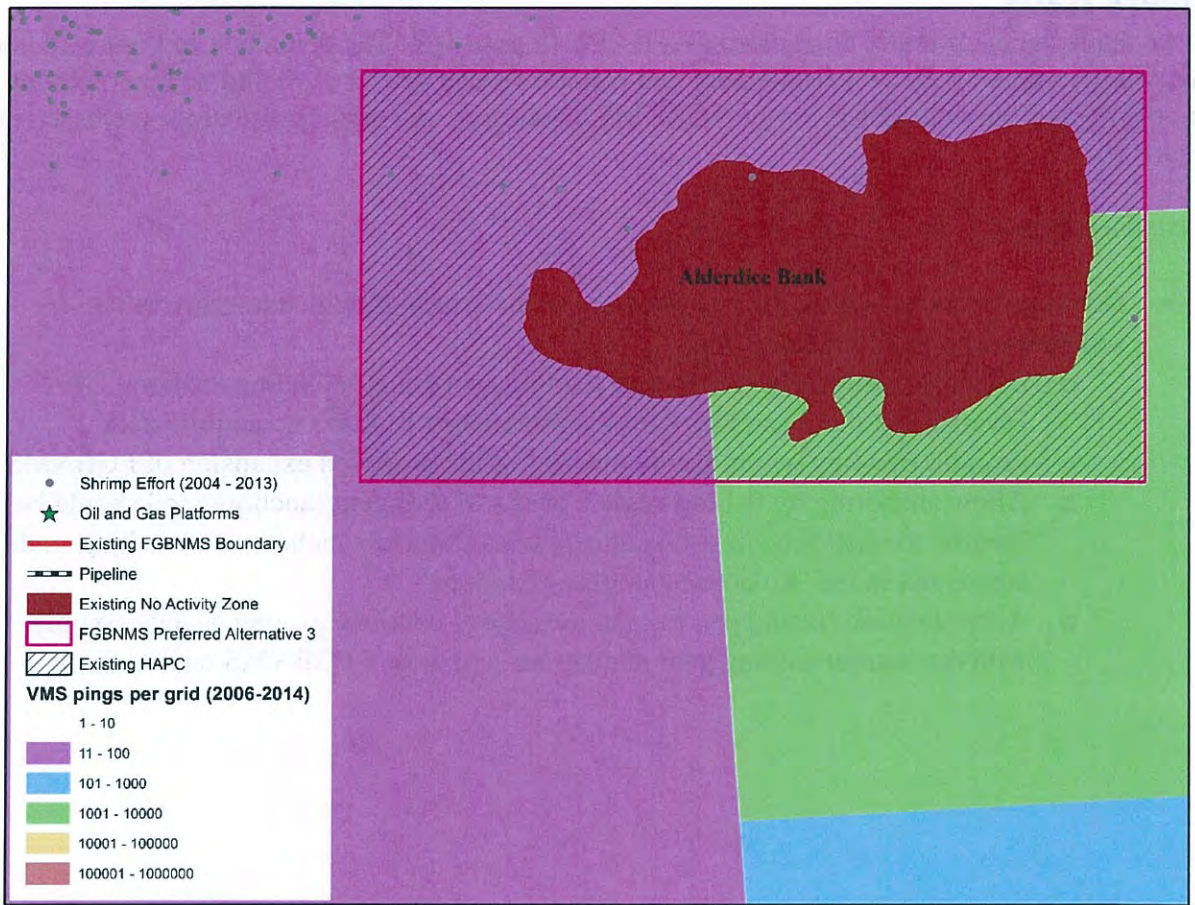 Alderdice Bank
Shrimp Effort (2004 - 2013)
Oil and Gas Platforms
Existing FGBNMS Boundary
Pipeline
Existing No Activity Zone
FGBNMS Preferred Alternative 3
Existing HAPC
VMS pings per grid (2006-2014)
1 - 10
11 - 100
101 - 1000
1001 - 10000
10001 - 100000
100001 - 1000000